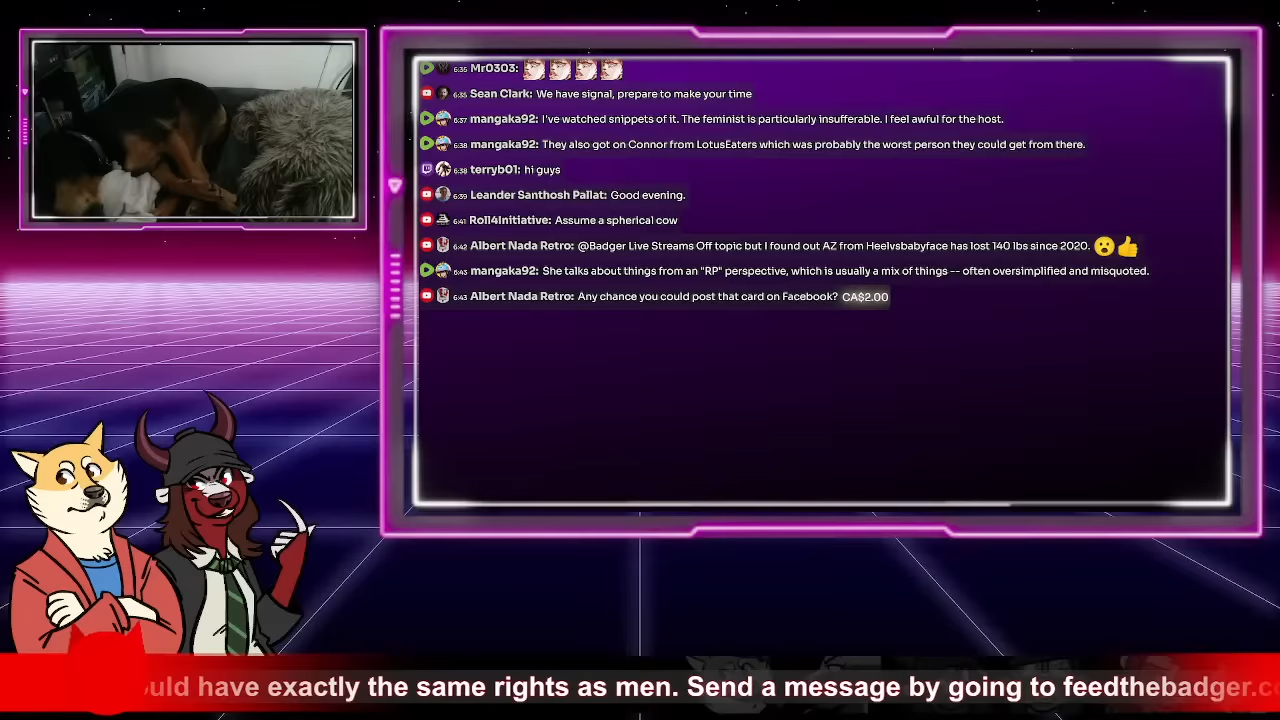 6:35 Mr0303:
6:35 Sean Clark: We have signal, prepare to make your time
6:37 mangaka92: I've watched snippets of it. The feminist is particularly insufferable. I feel awful for the host.
6:38 mangaka92: They also got on Connor from LotusEaters which was probably the worst person they could get from there.
6:38 terryb01: hi guys
6:39 Leander Santhosh Pallat: Good evening.
6:41 Roll4Initiative: Assume a spherical cow
6:42 Albert Nada Retro: @Badger Live Streams Off topic but I found out AZ from Heelvsbabyface has lost 140 lbs since 2020.
6:43 mangaka92: She talks about things from an "RP" perspective, which is usually a mix of things -- often oversimplified and misquoted.
6:43 Albert Nada Retro: Any chance you could post that card on Facebook? CA$2.00
have exactly the same rights as men. Send a message by going to feedthebadger.c